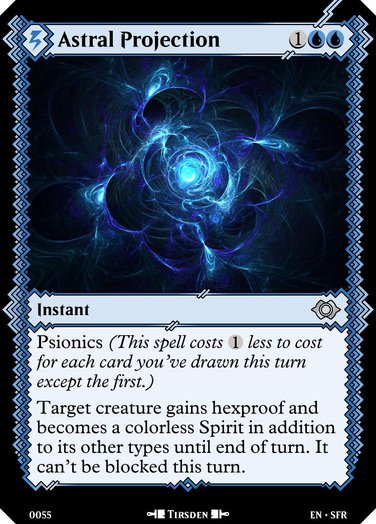 Astral Projection 1
Instant
Psionics (This spell costs 1 less to cost
for each card you've drawn this turn
except the first.)
Target creature gains hexproof and
becomes a colorless Spirit in addition
to its other types until end of turn. It
can't be blocked this turn.
0055 Tirsden EN • SFR